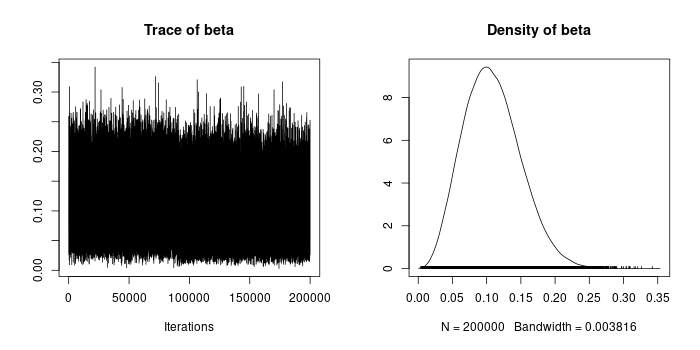 Trace of beta
0.30
0.20
0.10
0.00
0 50000 100000 150000 200000
Iterations
Density of beta
8
6
4
2
0
0.00 0.05 0.10 0.15 0.20 0.25 0.30 0.35
N = 200000 Bandwidth = 0.003816